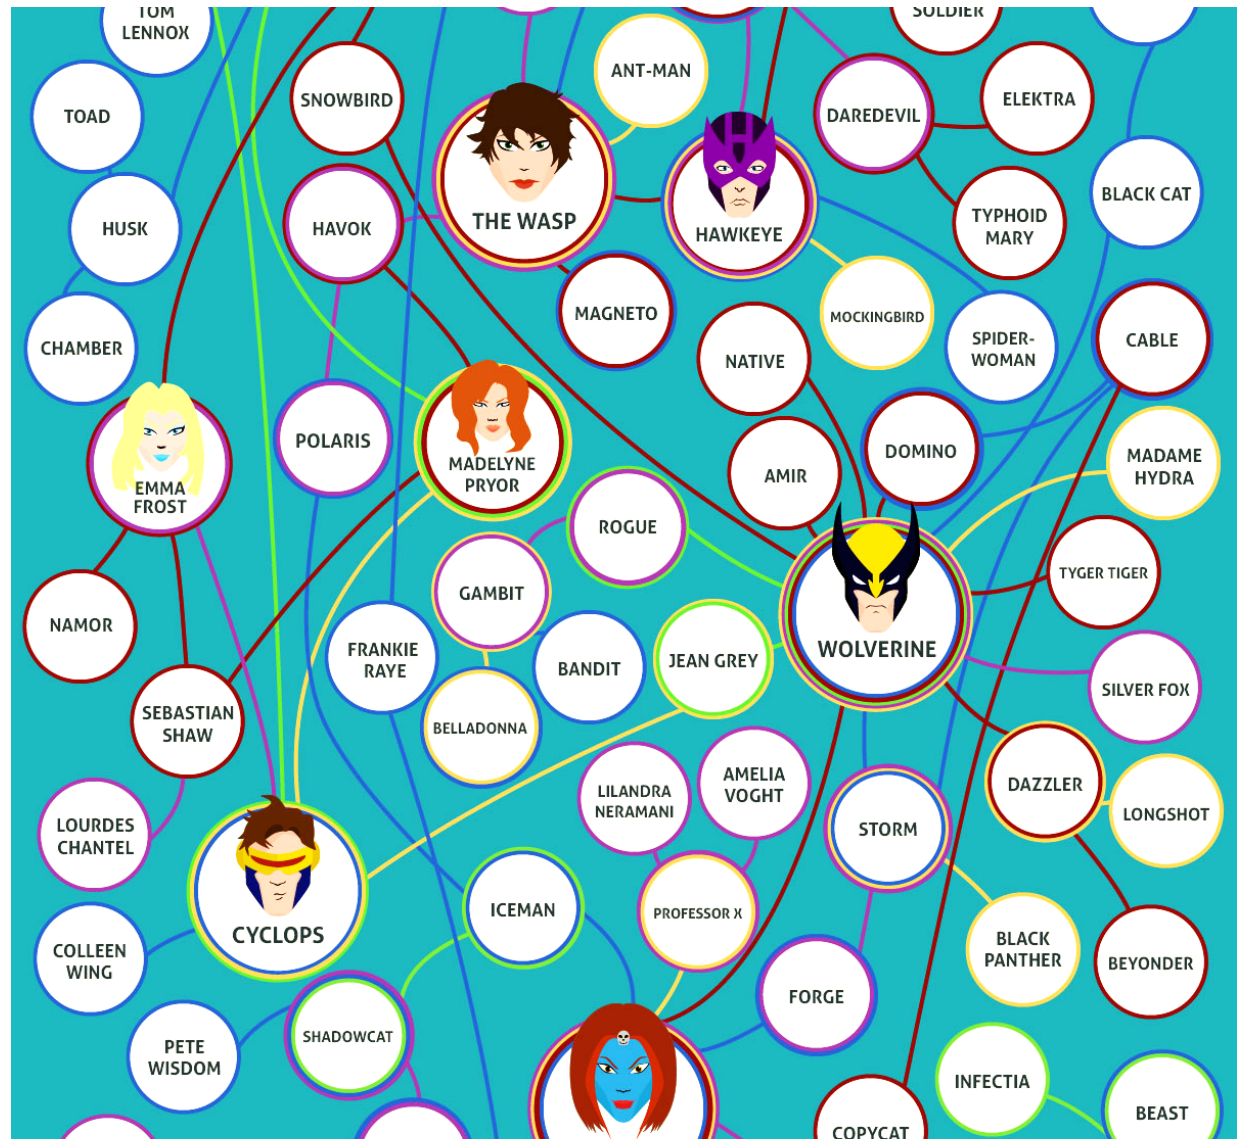 TOM
LENNOX
SOLDIER
ANT-MAN
TOAD
SNOWBIRD
DAREDEVIL
ELEKTRA
BLACK CAT
HUSK
HAVOK
THE WASP
HAWKEYE
TYPHOID
MARY
MAGNETO
MOCKINGBIRD
SPIDER-
WOMAN
CABLE
CHAMBER
NATIVE
POLARIS
MADELYNE
PRYOR
AMIR
DOMINO
MADAME
HYDRA
EMMA
FROST
ROGUE
TYGER TIGER
GAMBIT
NAMOR
FRANKIE
RAYE
BANDIT
JEAN GREY
WOLVERINE
SILVER FOX
SEBASTIAN
SHAW
BELLADONNA
LILANDRA
NERAMANI
AMELIA
VOGHT
DAZZLER
LONGSHOT
LOURDES
CHANTEL
STORM
CYCLOPS
ICEMAN
PROFESSOR X
COLLEEN
WING
BLACK
PANTHER
BEYONDER
FORGE
SHADOWCAT
PETE
WISDOM
INFECTIA
BEAST
COPYCAT